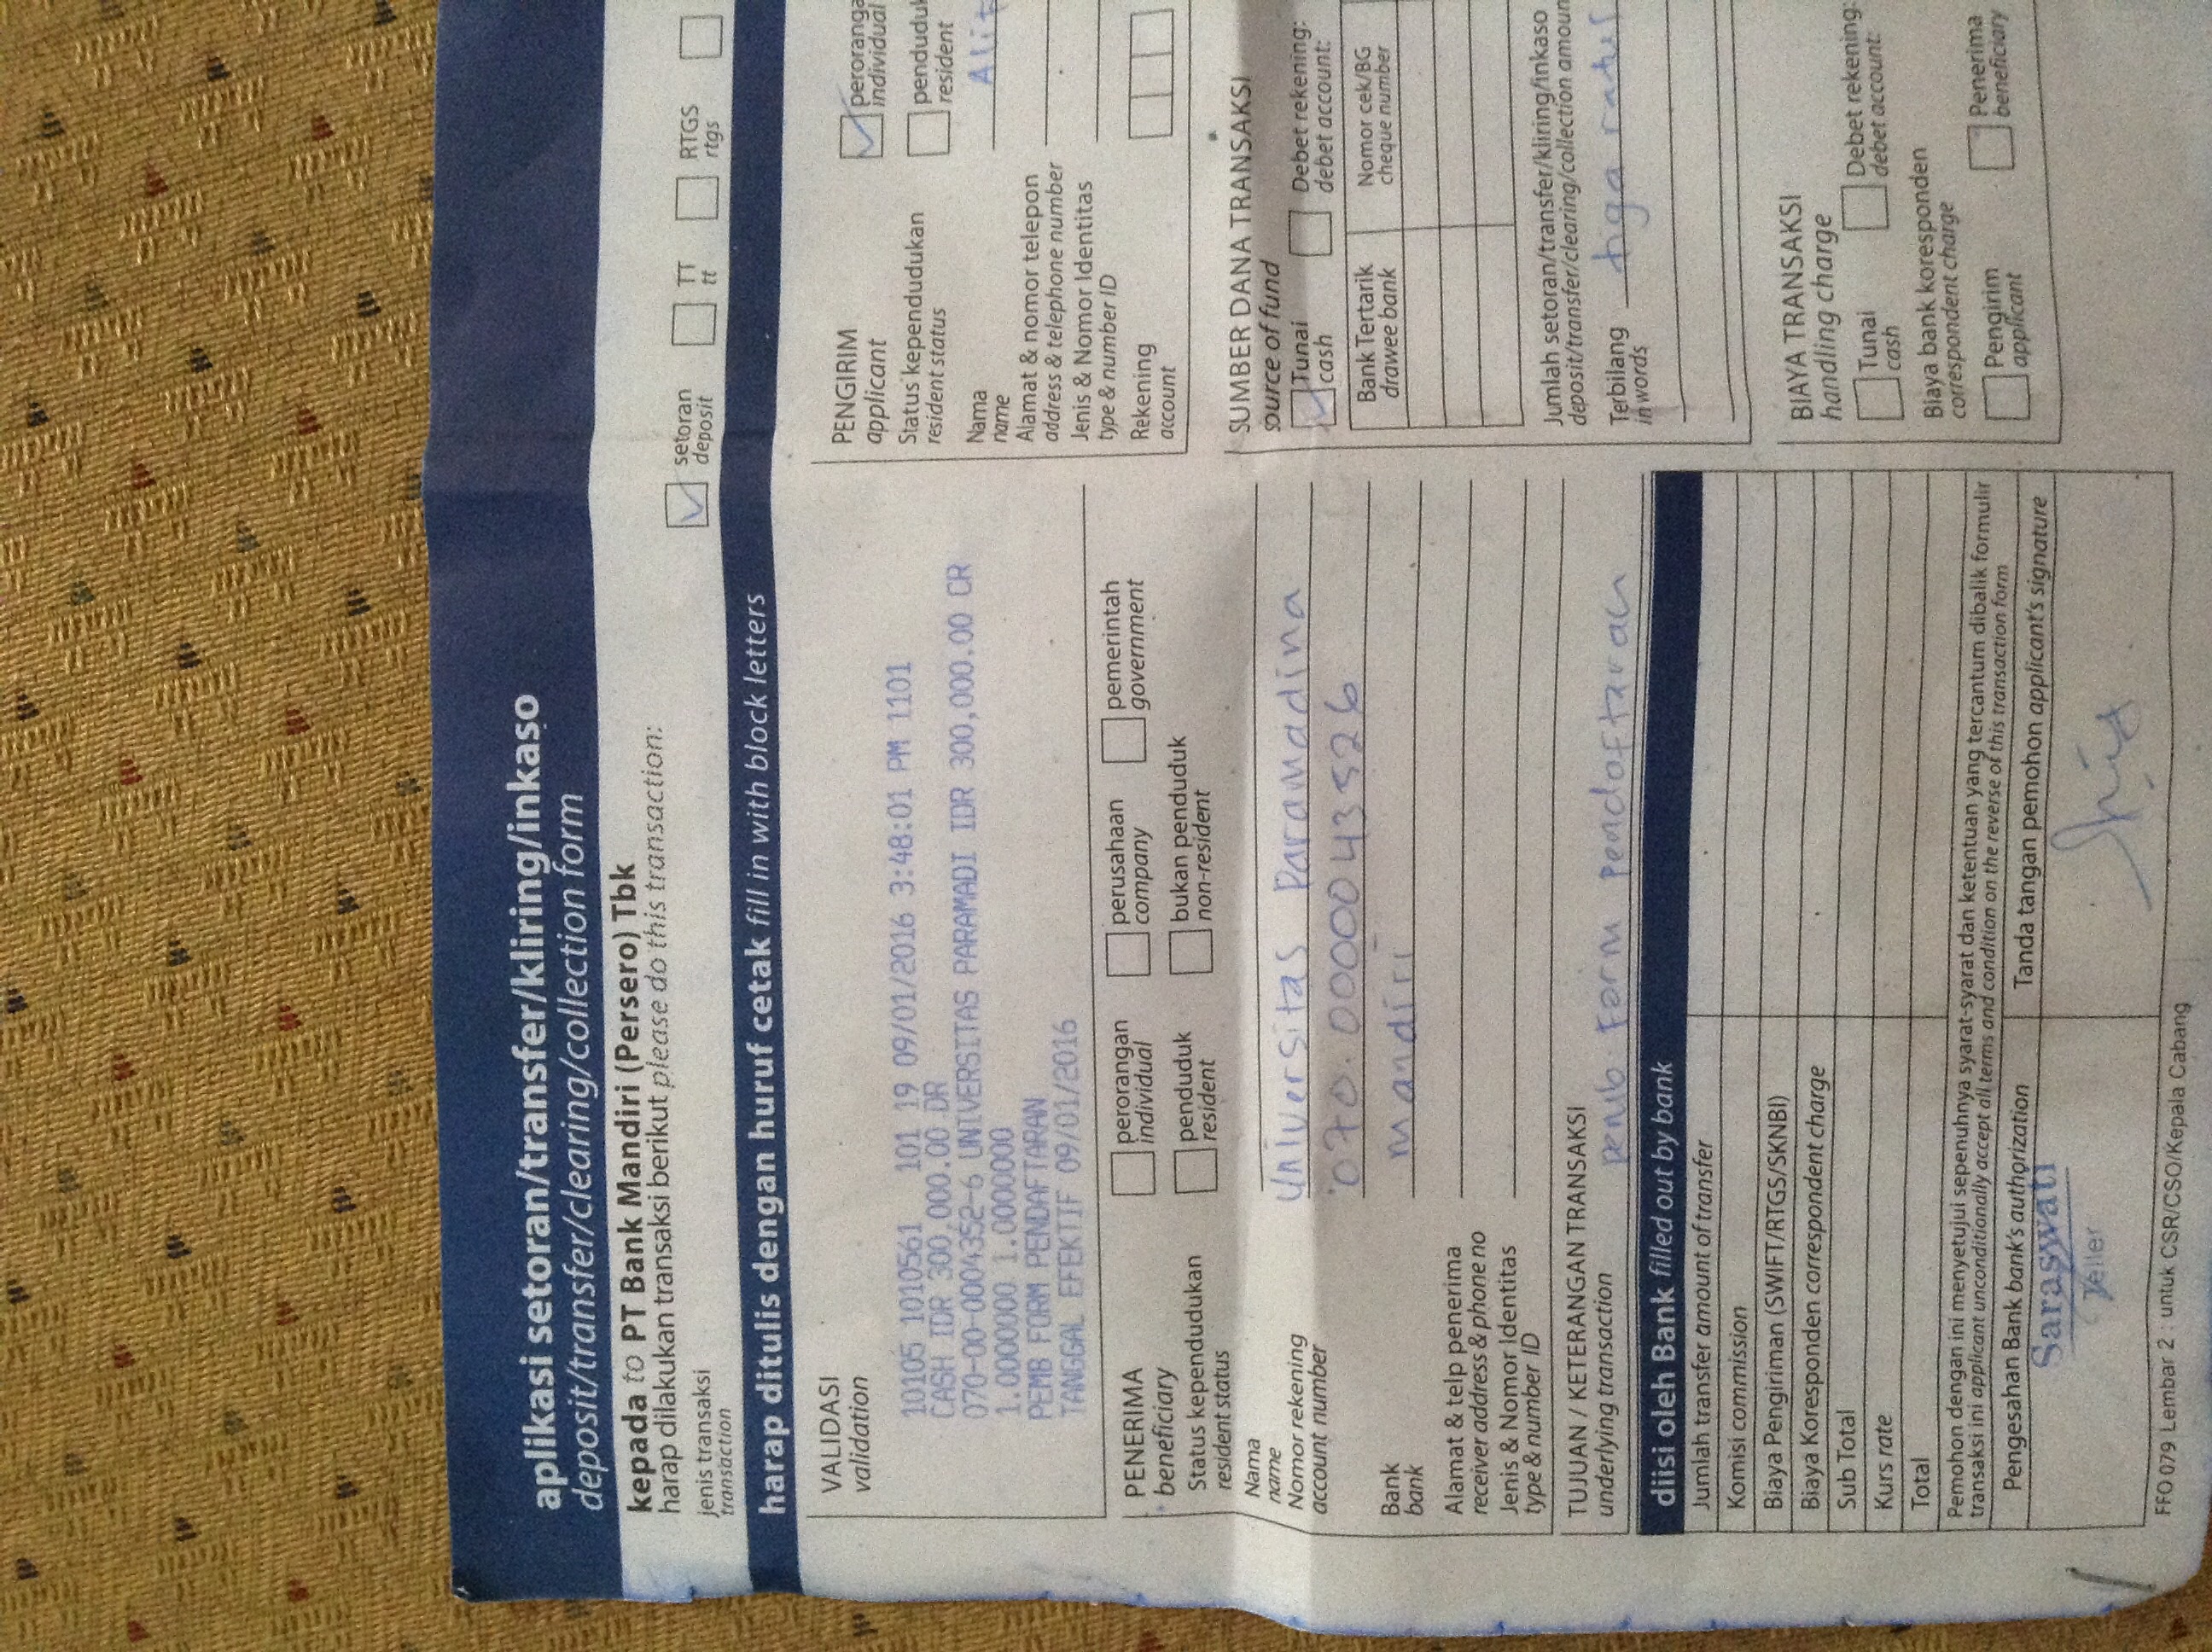 aplikasi setoran/transfer/kliring/inkaso
deposit/transfer/clearing/collection form
kepada to PT Bank Mandiri (Persero) Tbk
harap dilakukan transaksi berikut please do this transaction:
jenis transaksi
transaction
setoran
deposit
TT
tt
RTGS
rtgs
harap ditulis dengan huruf cetak fill in with block letters
VALIDASI
validation
10105 1010561 101 19 09/01/2016 3:48:01 PM 1101
CASH IDR 300,000.00 DR
070-00-0004352-6 UNIVERSITAS PARAMADI IDR 300,000.00 CR
1.0000000 1.0000000
PEMB FORM PENDAFTARAN
TANGGAL EFEKTIF 09/01/2016
PENERIMA
beneficiary
perorangan
individual
perusahaan
company
pemerintah
government
Status kependudukan
resident status
penduduk
resident
bukan penduduk
non-resident
Nama
name
Universitas Paramadina
Nomor rekening
account number
070.0000043526
Bank
bank
Mandiri
Alamat & telp penerima
receiver address & phone no
Jenis & Nomor Identitas
type & number ID
TUJUAN / KETERANGAN TRANSAKSI
underlying transaction
pemb. Form pendaftaran
diisi oleh Bank filled out by bank
Jumlah transfer amount of transfer
Komisi commission
Biaya Pengiriman (SWIFT/RTGS/SKNBI)
Biaya Koresponden correspondent charge
Sub Total
Kurs rate
Total
Pemohon dengan ini menyetujui sepenuhnya syarat-syarat dan ketentuan yang tercantum dibalik formulir
transaksi ini applicant unconditionally accept all terms and condition on the reverse of this transaction form
Pengesahan Bank bank's authorization
Tanda tangan pemohon applicant's signature
Saraswati
Teller
FFO 079 Lembar 2 : untuk CSR/CSO/Kepala Cabang
PENGIRIM
applicant
peroranga
individual
Status kependudukan
resident status
penduduk
resident
Nama
name
Alamat & nomor telepon
address & telephone number
Jenis & Nomor Identitas
type & number ID
Rekening
account
SUMBER DANA TRANSAKSI
source of fund
Tunai
cash
Debet rekening:
debet account:
Bank Tertarik
drawee bank
Nomor cek/BG
cheque number
Jumlah setoran/transfer/kliring/inkaso
deposit/transfer/clearing/collection amoun
Terbilang
in words
tiga ratus
BIAYA TRANSAKSI
handling charge
Tunai
cash
Debet rekening:
debet account:
Biaya bank koresponden
correspondent charge
Pengirim
applicant
Penerima
beneficiary